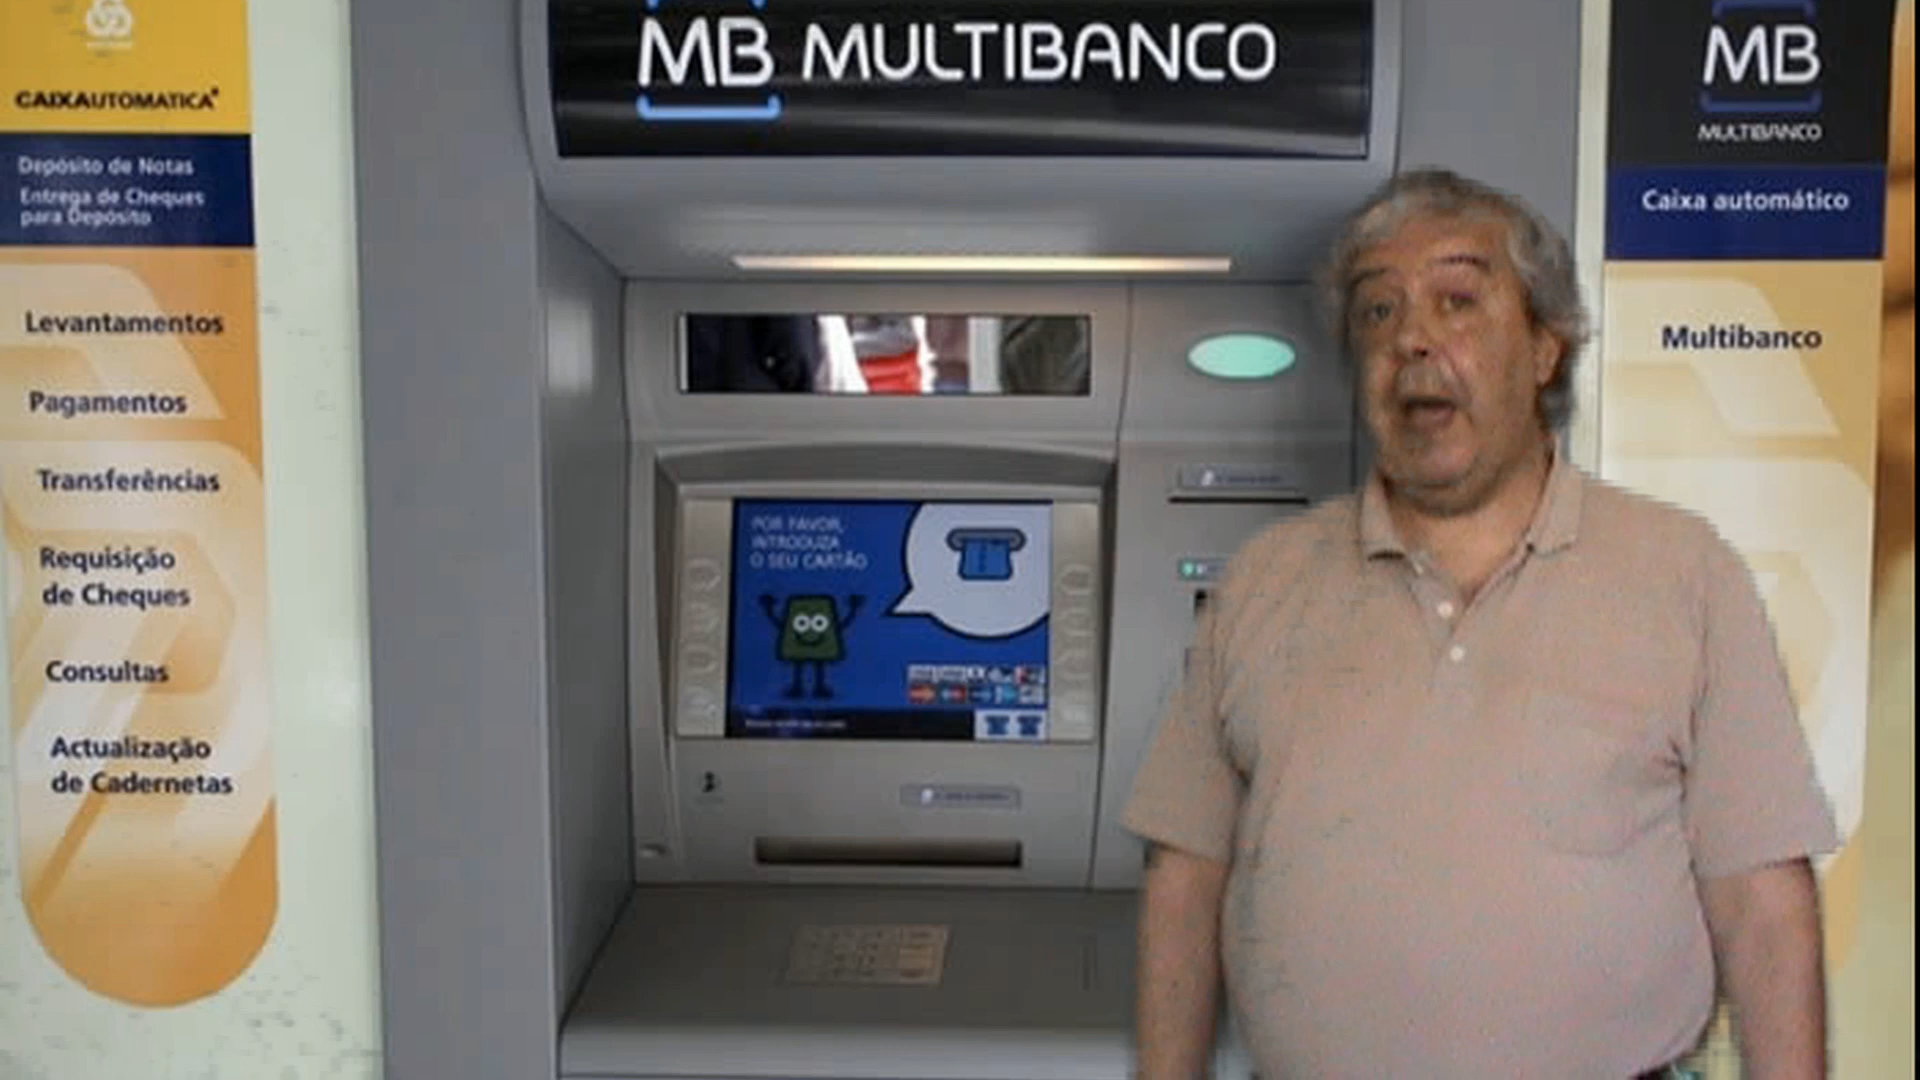 CAIXAUTOMATICA
Depósito de Notas
Entrega de Cheques
para Depósito
Levantamentos
Pagamentos
Transferências
Requisição
de Cheques
Consultas
Actualização
de Cadernetas
MB MULTIBANCO
POR FAVOR,
INTRODUZA
O SEU CARTÃO
MB
MULTIBANCO
Caixa automático
Multibanco